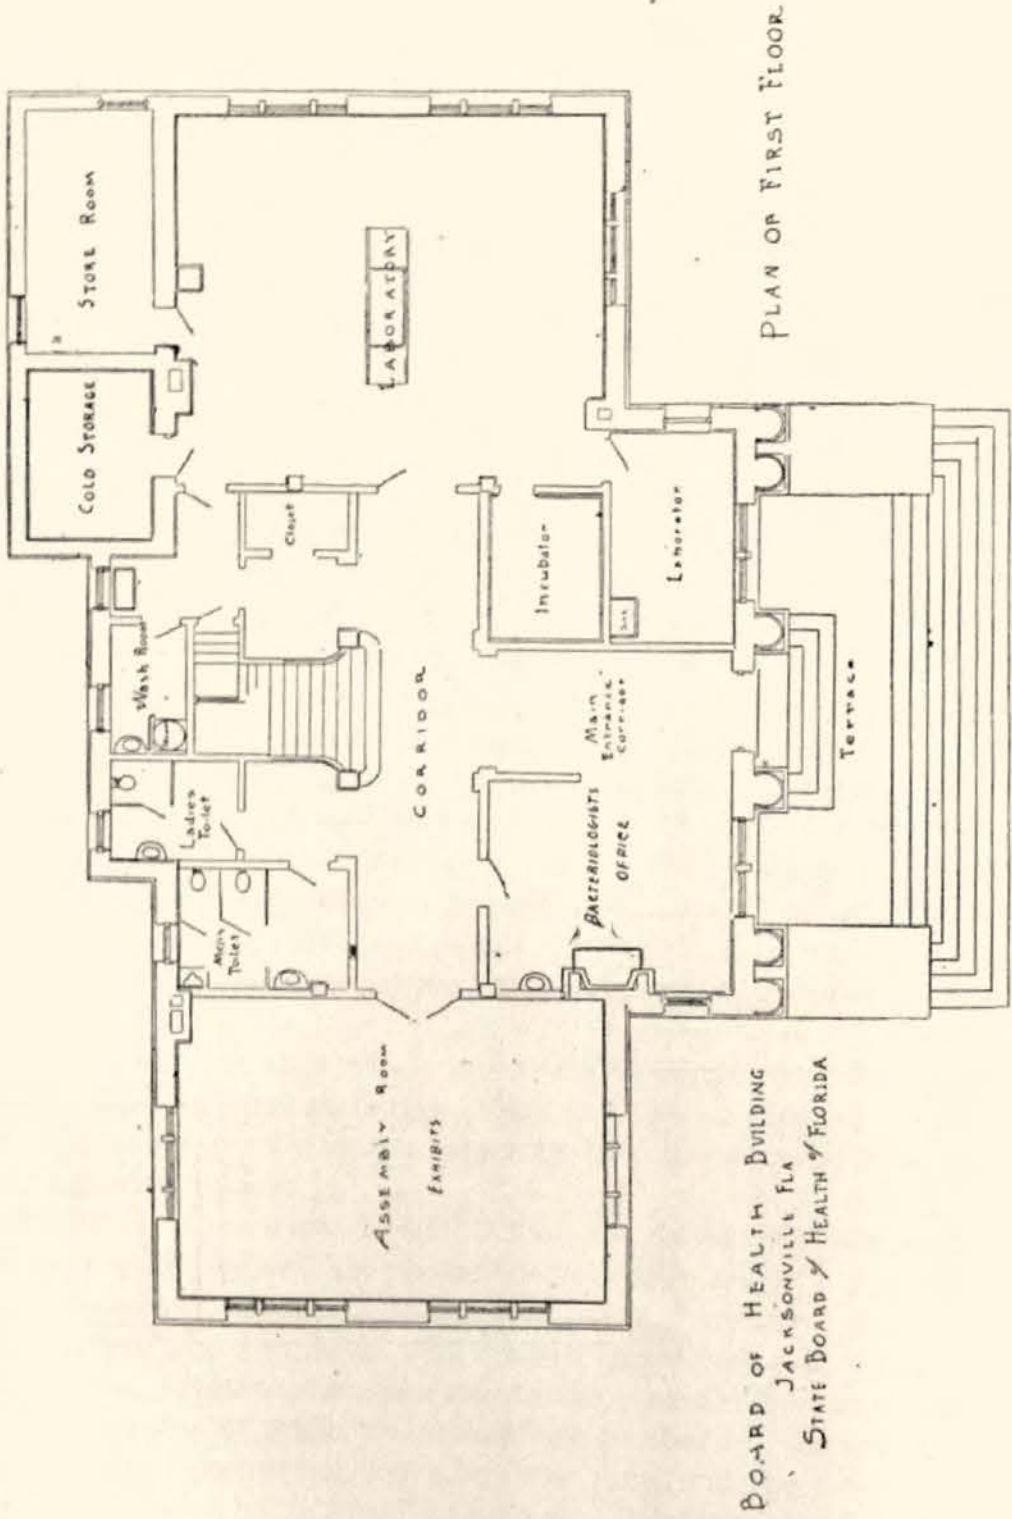 COLD STORAGE
STORE ROOM
Wash Room
Ladies
Toilet
Mens
Toilet
Closet
LABORATORY
CORRIDOR
ASSEMBLY ROOM
EXHIBITS
Incubator
Laborator
Main
Entrance
Corridor
BACTERIOLOGISTS
OFFICE
Terrace
BOARD OF HEALTH BUILDING
JACKSONVILLE FLA
STATE BOARD of HEALTH of FLORIDA
PLAN OF FIRST FLOOR